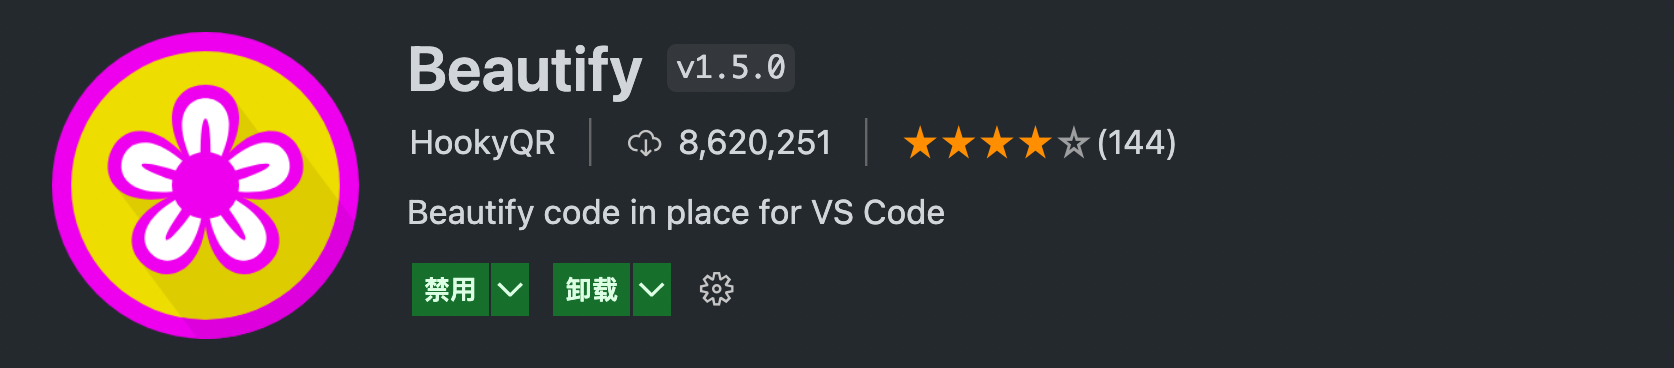 Beautify v1.5.0
HookyQR 8,620,251 (144)
Beautify code in place for VS Code
禁用 卸载